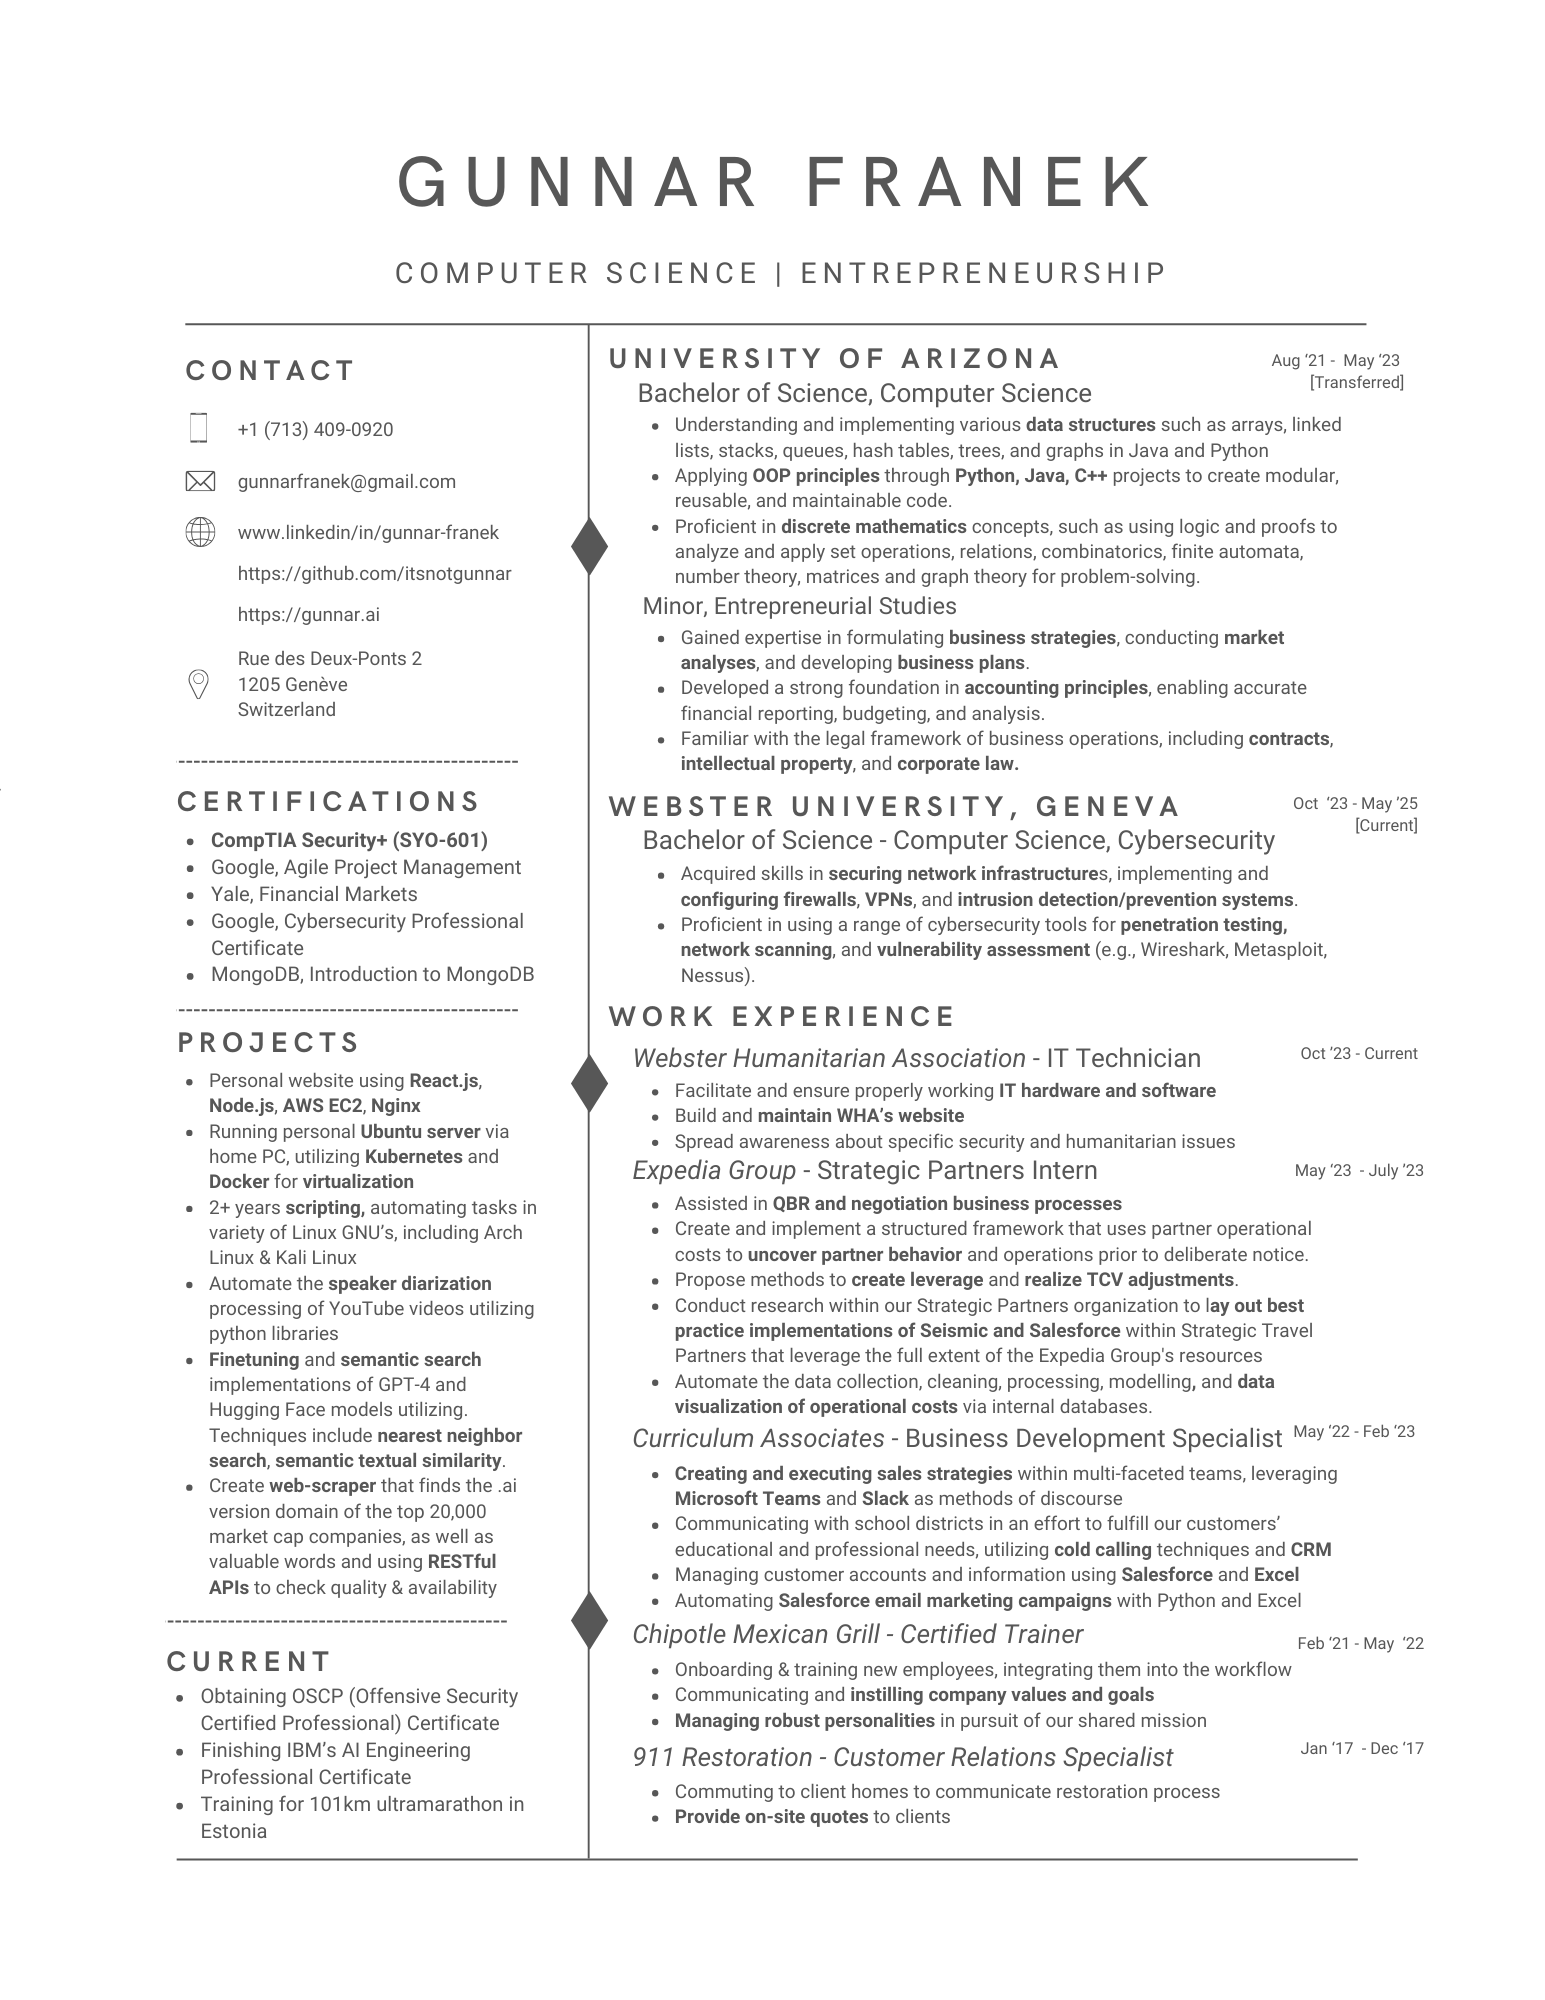 GUNNAR FRANEK
COMPUTER SCIENCE | ENTREPRENEURSHIP
CONTACT
+1 (713) 409-0920
gunnarfranek@gmail.com
www.linkedin/in/gunnar-franek
https://github.com/itsnotgunnar
https://gunnar.ai
Rue des Deux-Ponts 2
1205 Genève
Switzerland
CERTIFICATIONS
• CompTIA Security+ (SYO-601)
• Google, Agile Project Management
• Yale, Financial Markets
• Google, Cybersecurity Professional
Certificate
• MongoDB, Introduction to MongoDB
PROJECTS
• Personal website using React.js,
Node.js, AWS EC2, Nginx
• Running personal Ubuntu server via
home PC, utilizing Kubernetes and
Docker for virtualization
• 2+ years scripting, automating tasks in
variety of Linux GNU’s, including Arch
Linux & Kali Linux
• Automate the speaker diarization
processing of YouTube videos utilizing
python libraries
• Finetuning and semantic search
implementations of GPT-4 and
Hugging Face models utilizing.
Techniques include nearest neighbor
search, semantic textual similarity.
• Create web-scraper that finds the .ai
version domain of the top 20,000
market cap companies, as well as
valuable words and using RESTful
APIs to check quality & availability
CURRENT
• Obtaining OSCP (Offensive Security
Certified Professional) Certificate
• Finishing IBM’s AI Engineering
Professional Certificate
• Training for 101km ultramarathon in
Estonia
UNIVERSITY OF ARIZONA
Aug ‘21 - May ‘23
[Transferred]
Bachelor of Science, Computer Science
• Understanding and implementing various data structures such as arrays, linked
lists, stacks, queues, hash tables, trees, and graphs in Java and Python
• Applying OOP principles through Python, Java, C++ projects to create modular,
reusable, and maintainable code.
• Proficient in discrete mathematics concepts, such as using logic and proofs to
analyze and apply set operations, relations, combinatorics, finite automata,
number theory, matrices and graph theory for problem-solving.
Minor, Entrepreneurial Studies
• Gained expertise in formulating business strategies, conducting market
analyses, and developing business plans.
• Developed a strong foundation in accounting principles, enabling accurate
financial reporting, budgeting, and analysis.
• Familiar with the legal framework of business operations, including contracts,
intellectual property, and corporate law.
WEBSTER UNIVERSITY, GENEVA
Oct ‘23 - May ‘25
[Current]
Bachelor of Science - Computer Science, Cybersecurity
• Acquired skills in securing network infrastructures, implementing and
configuring firewalls, VPNs, and intrusion detection/prevention systems.
• Proficient in using a range of cybersecurity tools for penetration testing,
network scanning, and vulnerability assessment (e.g., Wireshark, Metasploit,
Nessus).
WORK EXPERIENCE
Webster Humanitarian Association - IT Technician
Oct ‘23 - Current
• Facilitate and ensure properly working IT hardware and software
• Build and maintain WHA’s website
• Spread awareness about specific security and humanitarian issues
Expedia Group - Strategic Partners Intern
May ‘23 - July ‘23
• Assisted in QBR and negotiation business processes
• Create and implement a structured framework that uses partner operational
costs to uncover partner behavior and operations prior to deliberate notice.
• Propose methods to create leverage and realize TCV adjustments.
• Conduct research within our Strategic Partners organization to lay out best
practice implementations of Seismic and Salesforce within Strategic Travel
Partners that leverage the full extent of the Expedia Group's resources
• Automate the data collection, cleaning, processing, modelling, and data
visualization of operational costs via internal databases.
Curriculum Associates - Business Development Specialist
May ‘22 - Feb ‘23
• Creating and executing sales strategies within multi-faceted teams, leveraging
Microsoft Teams and Slack as methods of discourse
• Communicating with school districts in an effort to fulfill our customers’
educational and professional needs, utilizing cold calling techniques and CRM
• Managing customer accounts and information using Salesforce and Excel
• Automating Salesforce email marketing campaigns with Python and Excel
Chipotle Mexican Grill - Certified Trainer
Feb ‘21 - May ‘22
• Onboarding & training new employees, integrating them into the workflow
• Communicating and instilling company values and goals
• Managing robust personalities in pursuit of our shared mission
911 Restoration - Customer Relations Specialist
Jan ‘17 - Dec ‘17
• Commuting to client homes to communicate restoration process
• Provide on-site quotes to clients